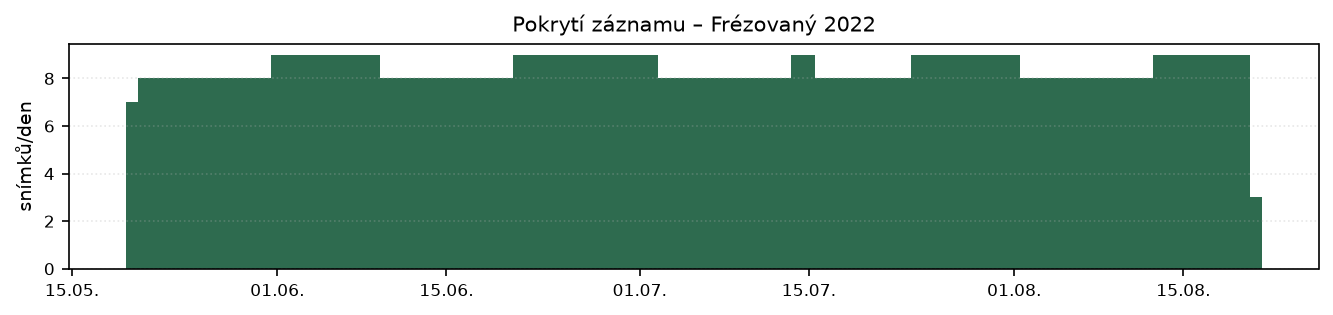 Pokrytí záznamu – Frézovaný 2022
snímků/den
8
6
4
2
0
15.05. 01.06. 15.06. 01.07. 15.07. 01.08. 15.08.